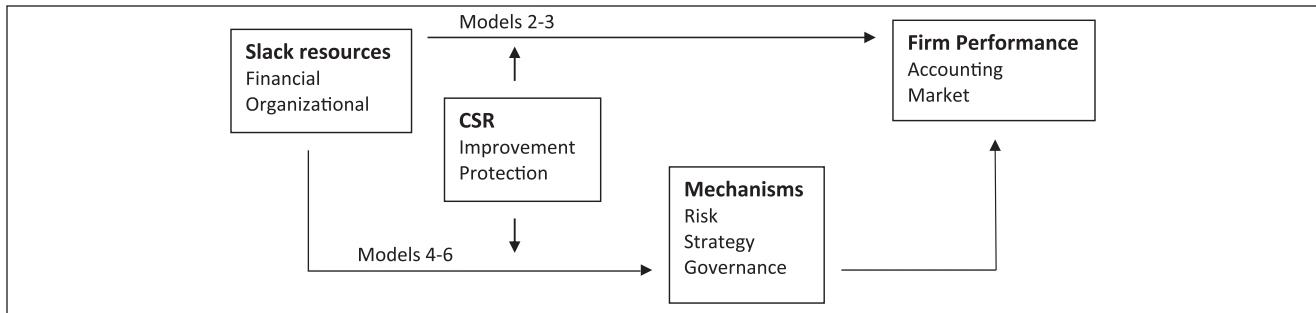 Models 2-3
Slack resources
Financial
Organizational
Firm Performance
Accounting
Market
CSR
Improvement
Protection
Mechanisms
Risk
Strategy
Governance
Models 4-6